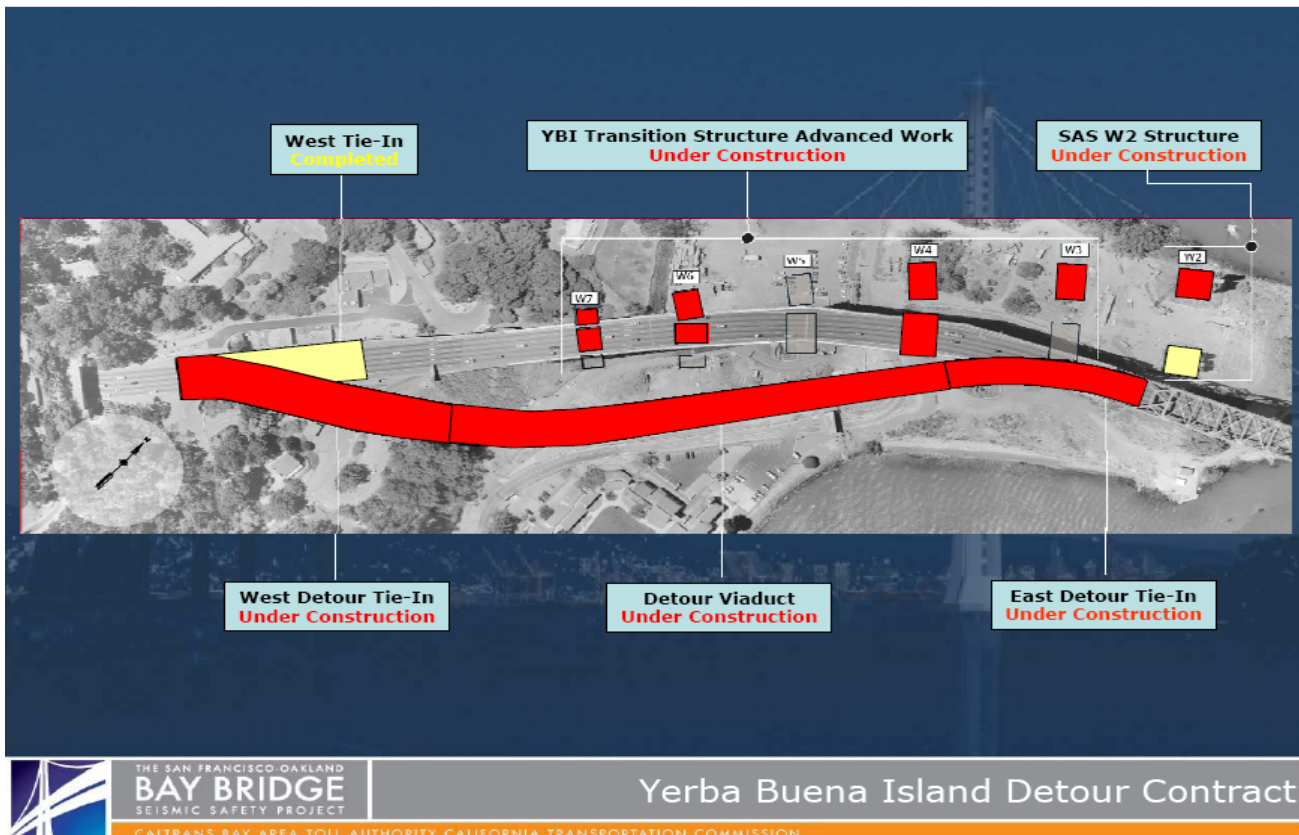 West Tie-In
Completed
YBI Transition Structure Advanced Work
Under Construction
SAS W2 Structure
Under Construction
W7
W6
W5
W4
W3
W2
West Detour Tie-In
Under Construction
Detour Viaduct
Under Construction
East Detour Tie-In
Under Construction
THE SAN FRANCISCO-OAKLAND
BAY BRIDGE
SEISMIC SAFETY PROJECT
Yerba Buena Island Detour Contract
CALTRANS BAY AREA TOLL AUTHORITY CALIFORNIA TRANSPORTATION COMMISSION